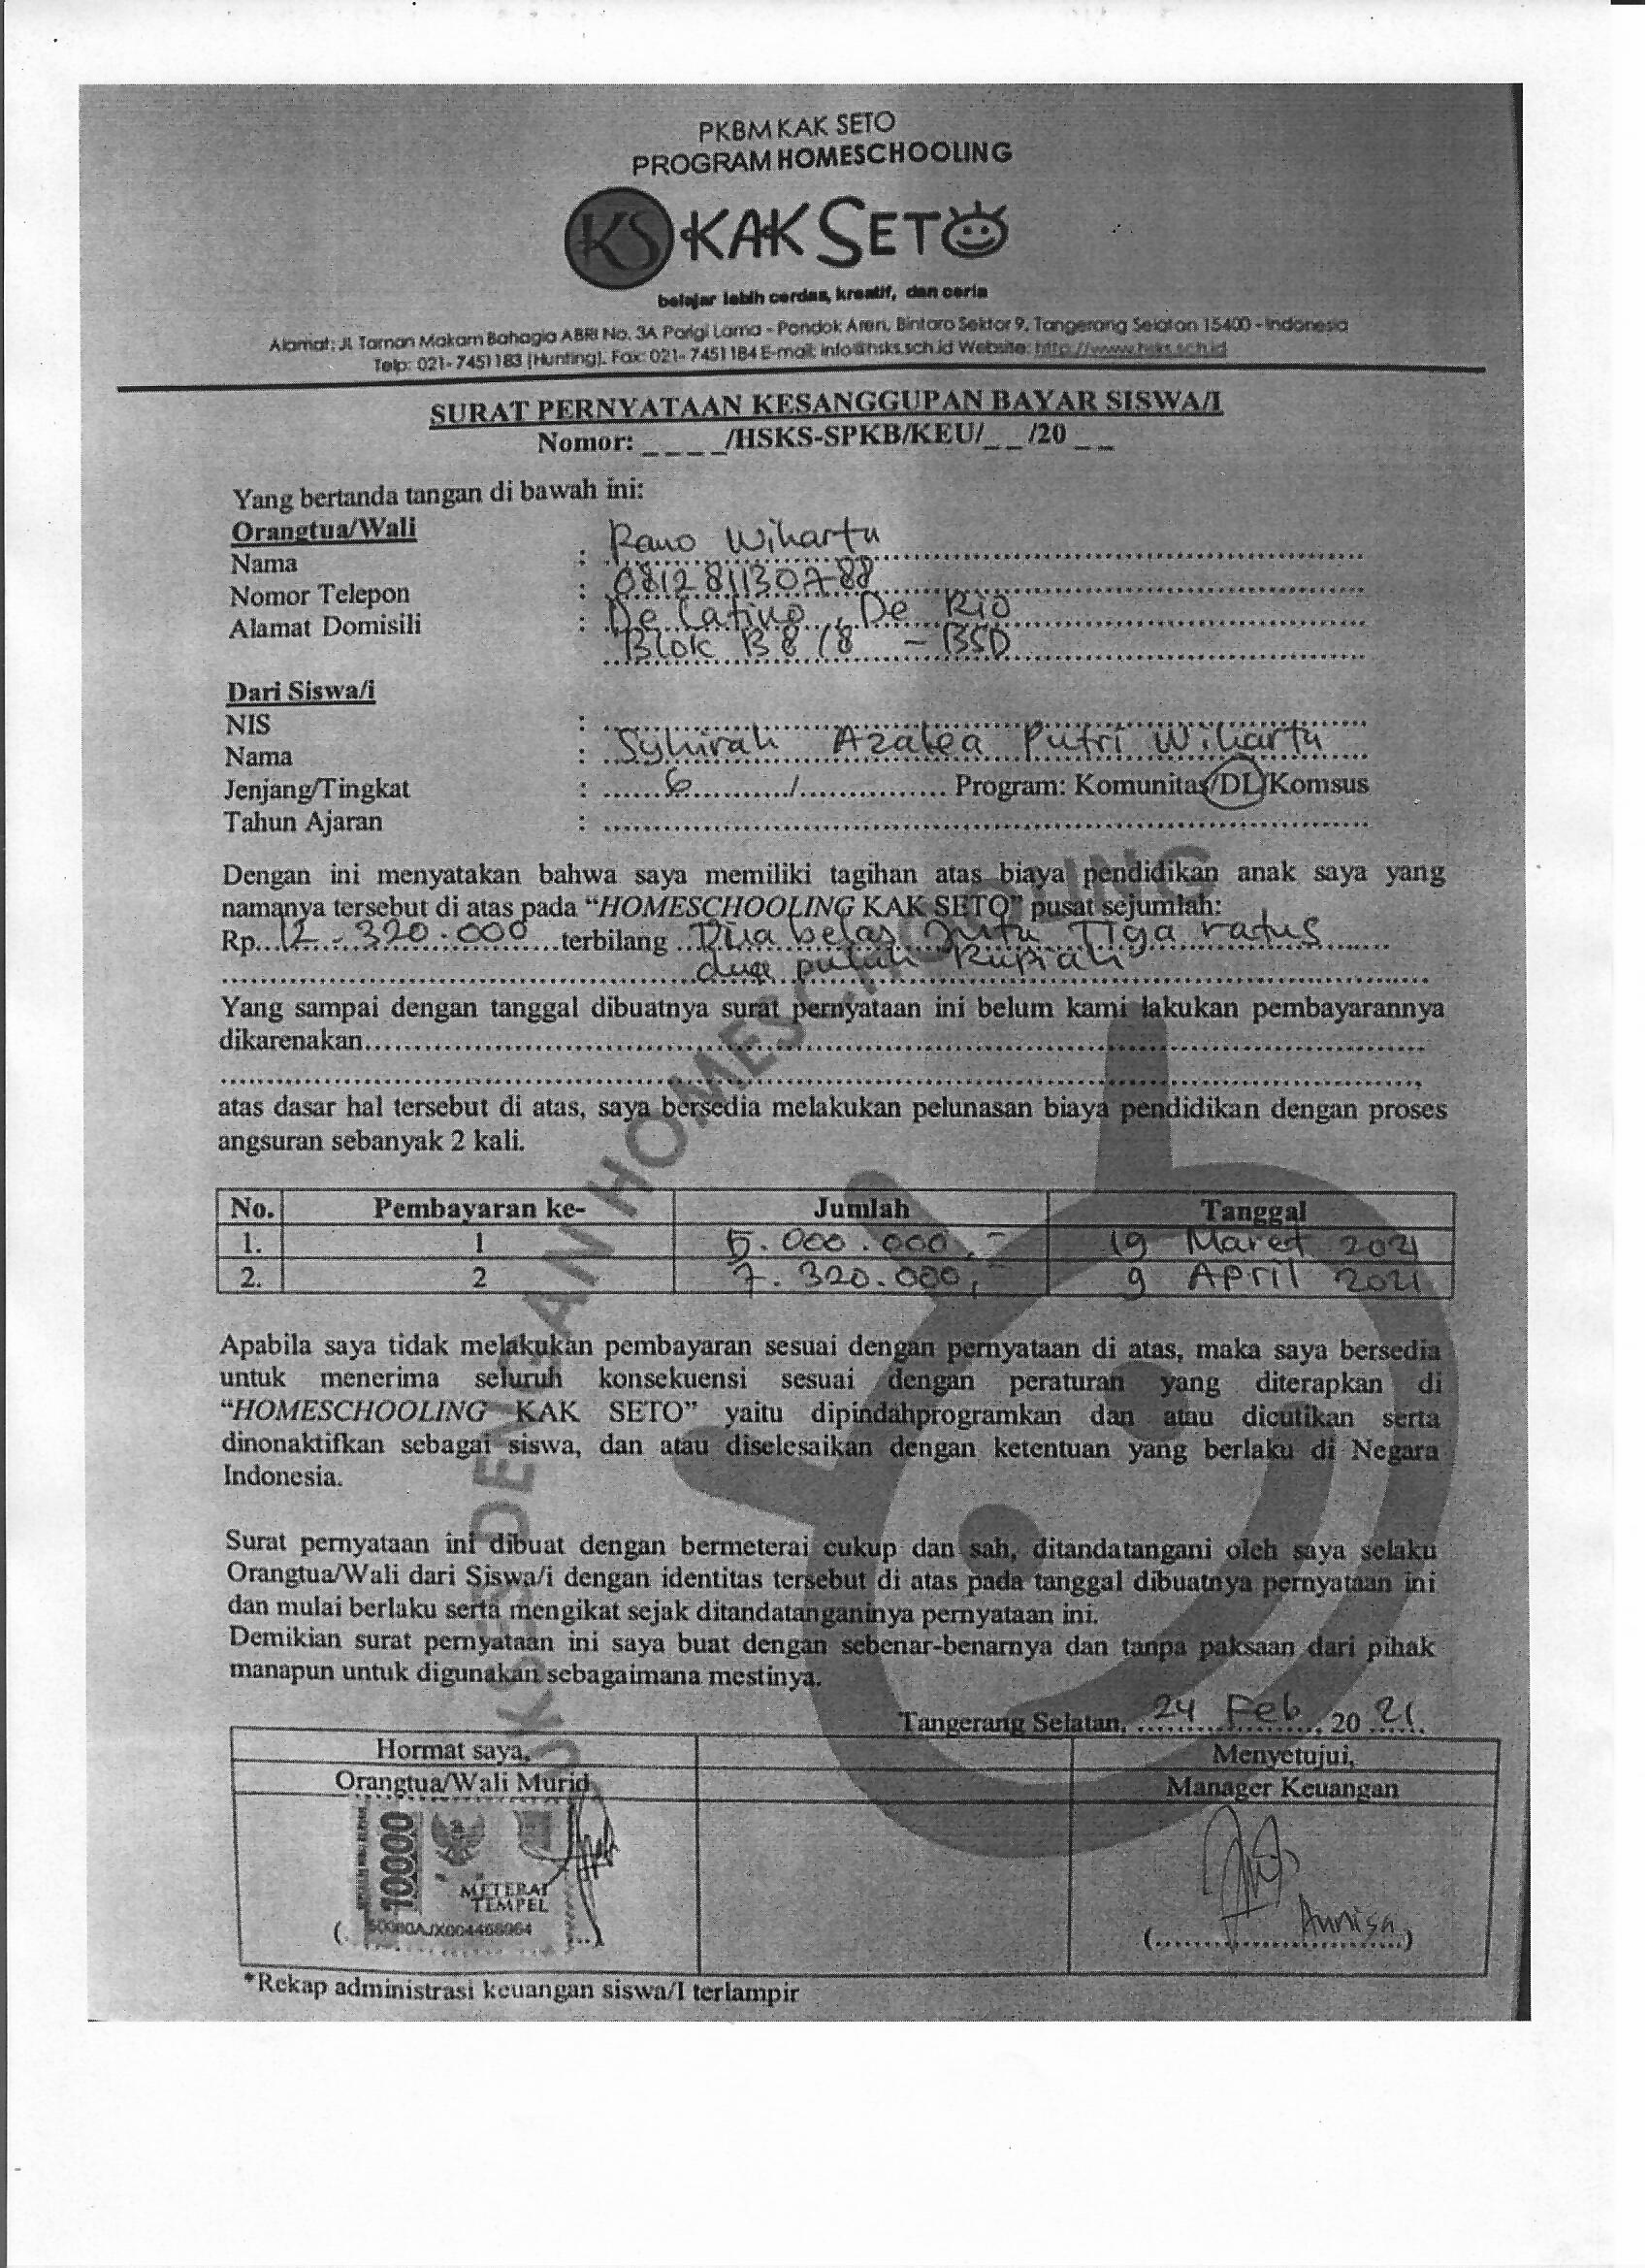 PKBM KAK SETO
PROGRAM HOMESCHOOLING
KS KAK SETO
belajar lebih cerdas, kreatif, dan ceria
Alamat: Jl. Taman Makam Bahagia ABRI No. 3A Parigi Lama - Pondok Aren, Bintaro Sektor 9, Tangerang Selatan 15400 - Indonesia
Telp: 021- 7451183 (Hunting), Fax: 021- 7451184 E-mail: info@hsks.sch.id Website: http://www.hsks.sch.id
SURAT PERNYATAAN KESANGGUPAN BAYAR SISWA/I
Nomor: _ _ _ _/HSKS-SPKB/KEU/_ _ /20 _ _
Yang bertanda tangan di bawah ini:
Orangtua/Wali
Nama : Rano Wihartu
Nomor Telepon : 081281130788
Alamat Domisili : De Latino, De Rio
Blok B 8 / 8 - BSD
Dari Siswa/i
NIS :
Nama : Syhirah Azalea Putri Wihartu
Jenjang/Tingkat : 6 / Program: Komunitas/DL/Komsus
Tahun Ajaran :
Dengan ini menyatakan bahwa saya memiliki tagihan atas biaya pendidikan anak saya yang
namanya tersebut di atas pada “HOMESCHOOLING KAK SETO” pusat sejumlah:
Rp. 12.320.000 terbilang Dua belas Juta Tiga ratus
dua puluh Rupiah
Yang sampai dengan tanggal dibuatnya surat pernyataan ini belum kami lakukan pembayarannya
dikarenakan
atas dasar hal tersebut di atas, saya bersedia melakukan pelunasan biaya pendidikan dengan proses
angsuran sebanyak 2 kali.
No. Pembayaran ke- Jumlah Tanggal
1. 1 5.000.000,- 19 Maret 2021
2. 2 7.320.000,- 9 April 2021
Apabila saya tidak melakukan pembayaran sesuai dengan pernyataan di atas, maka saya bersedia
untuk menerima seluruh konsekuensi sesuai dengan peraturan yang diterapkan di
“HOMESCHOOLING KAK SETO” yaitu dipindahprogramkan dan atau dicutikan serta
dinonaktifkan sebagai siswa, dan atau diselesaikan dengan ketentuan yang berlaku di Negara
Indonesia.
Surat pernyataan ini dibuat dengan bermeterai cukup dan sah, ditandatangani oleh saya selaku
Orangtua/Wali dari Siswa/i dengan identitas tersebut di atas pada tanggal dibuatnya pernyataan ini
dan mulai berlaku serta mengikat sejak ditandatanganinya pernyataan ini.
Demikian surat pernyataan ini saya buat dengan sebenar-benarnya dan tanpa paksaan dari pihak
manapun untuk digunakan sebagaimana mestinya.
Tangerang Selatan, 24 Feb, 20 21
Hormat saya, Menyetujui,
Orangtua/Wali Murid Manager Keuangan
10000
METERAI
TEMPEL
Annisa
*Rekap administrasi keuangan siswa/I terlampir
DENGAN HOMESCHOOLING